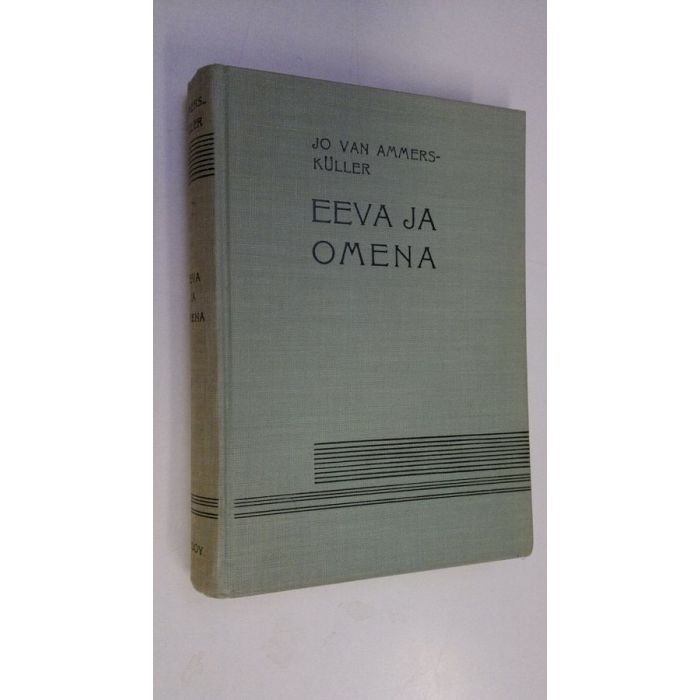 JO VAN AMMERS-
KÜLLER
EEVA JA
OMENA